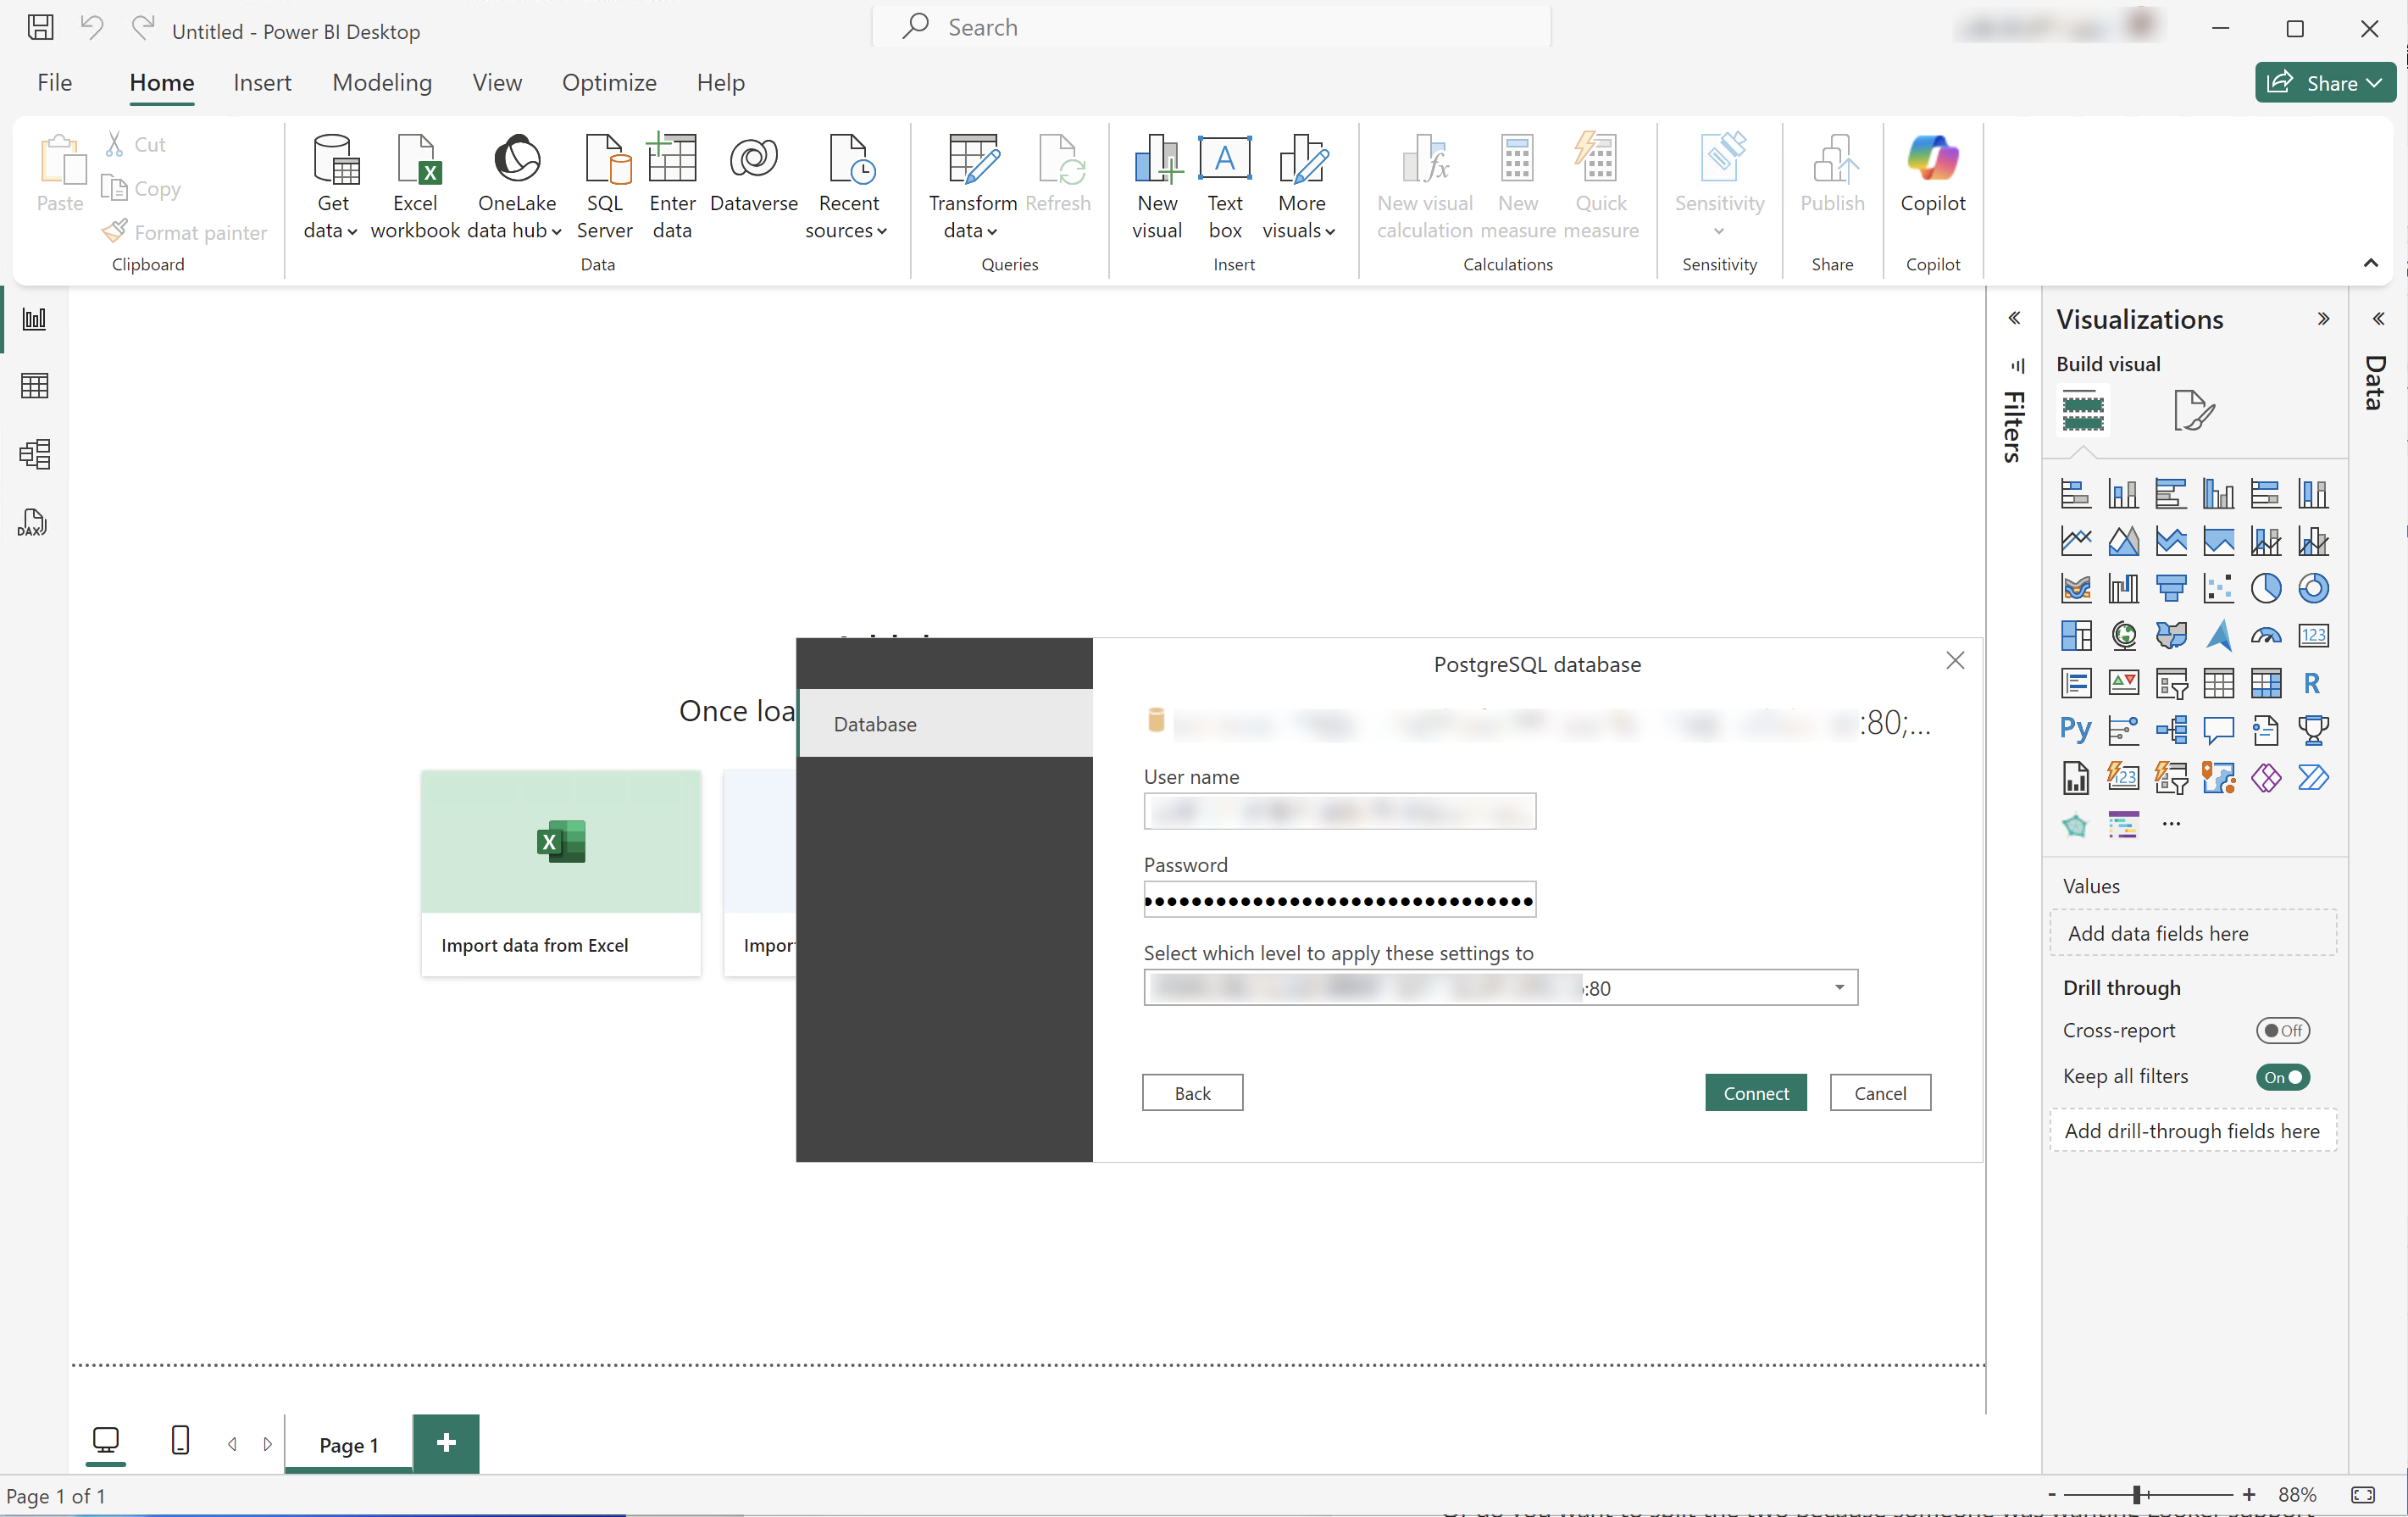 Untitled - Power BI Desktop
Search
File Home Insert Modeling View Optimize Help
Share
Paste
Cut
Copy
Format painter
Clipboard
Get data
Excel workbook
OneLake data hub
SQL Server
Enter data
Dataverse
Recent sources
Data
Transform data
Refresh
Queries
New visual
Text box
More visuals
Insert
New visual calculation
New measure
Quick measure
Calculations
Sensitivity
Sensitivity
Publish
Share
Copilot
Copilot
DAX
Once loa
Import data from Excel
Impor
PostgreSQL database
Database
:80;...
User name
Password
Select which level to apply these settings to
:80
Back
Connect
Cancel
Filters
Visualizations
Build visual
123
R
Py
123
Values
Add data fields here
Drill through
Cross-report
Off
Keep all filters
On
Add drill-through fields here
Data
Page 1
Page 1 of 1
88%